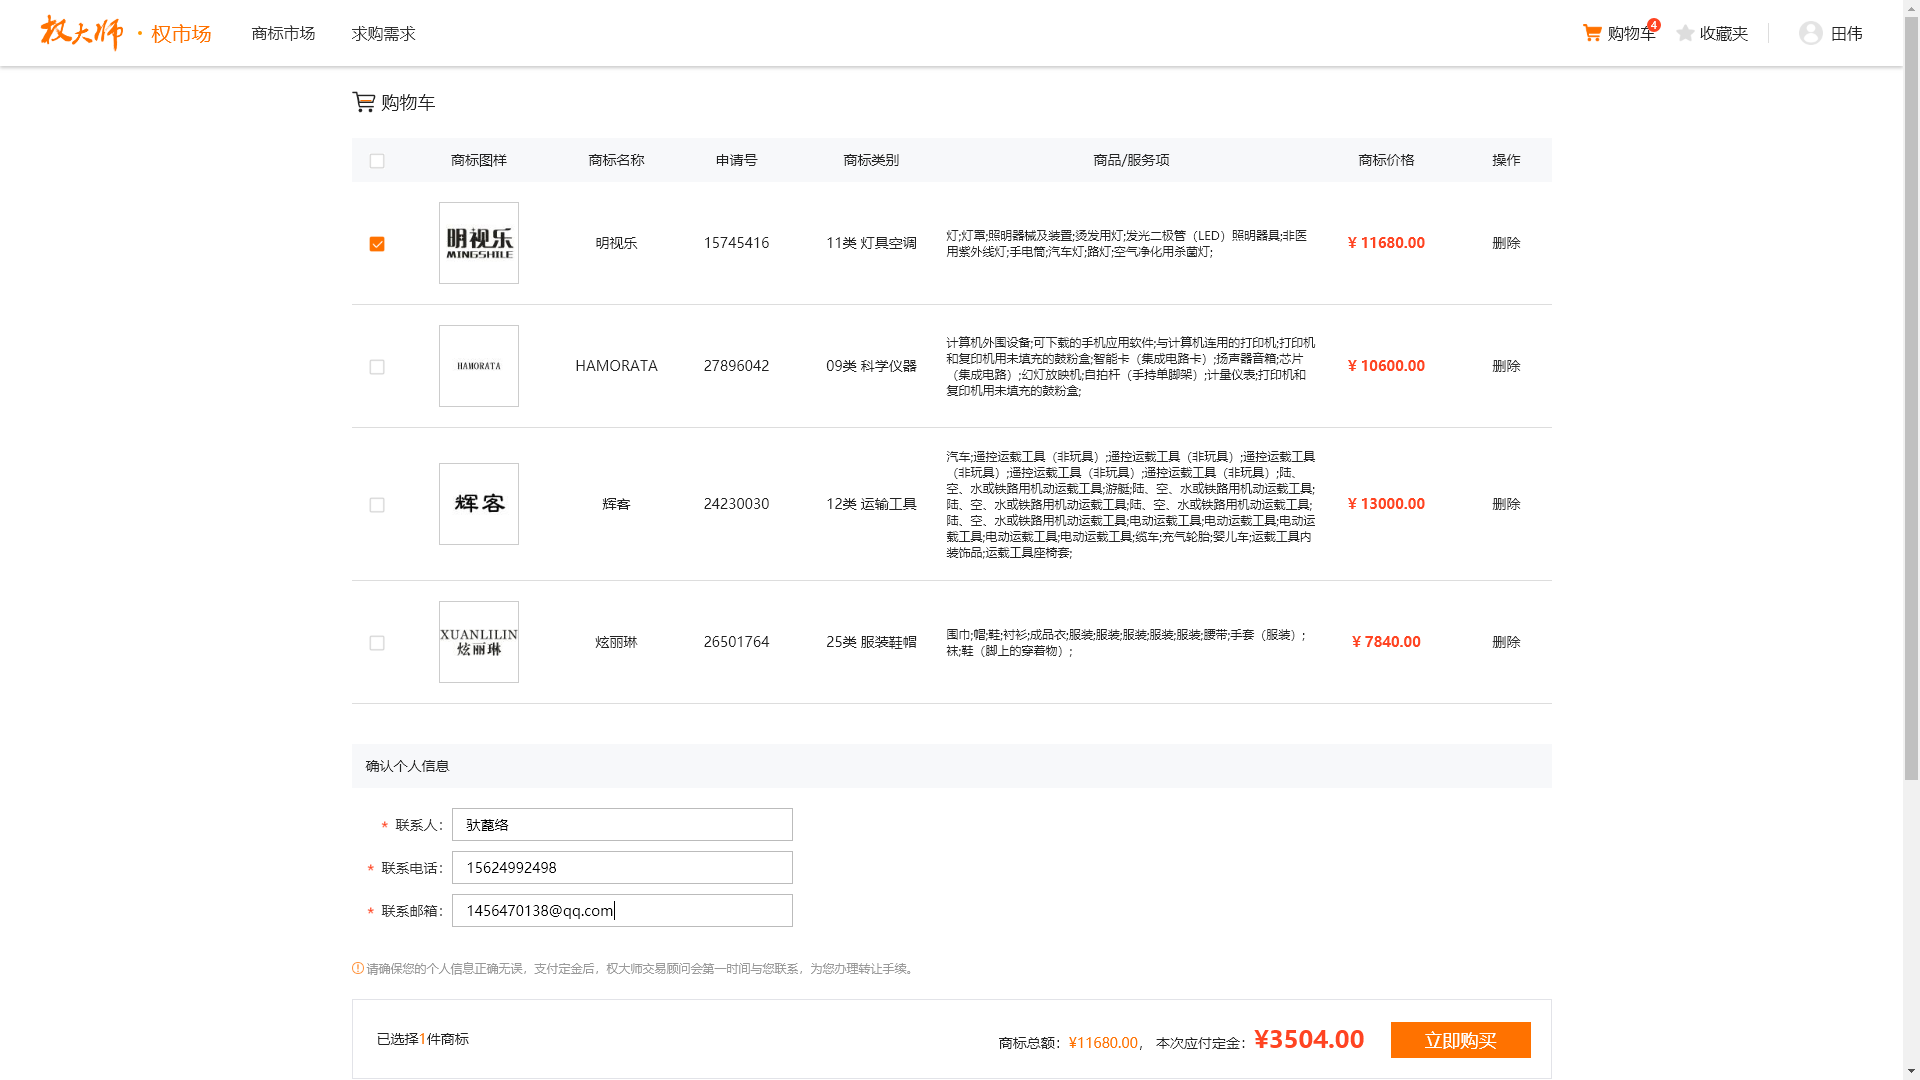 权大师 · 权市场 商标市场 求购需求 购物车 4 收藏夹 田伟
购物车
商标图样 商标名称 申请号 商标类别 商品/服务项 商标价格 操作
明视乐
MINGSHILE
明视乐 15745416 11类 灯具空调
灯;灯罩;照明器械及装置;烫发用灯;发光二极管（LED）照明器具;非医
用紫外线灯;手电筒;汽车灯;路灯;空气净化用杀菌灯;
¥ 11680.00 删除
HAMORATA
HAMORATA 27896042 09类 科学仪器
计算机外围设备;可下载的手机应用软件;与计算机连用的打印机;打印机
和复印机用未填充的鼓粉盒;智能卡（集成电路卡）;扬声器音箱;芯片
（集成电路）;幻灯放映机;自拍杆（手持单脚架）;计量仪表;打印机和
复印机用未填充的鼓粉盒;
¥ 10600.00 删除
辉客
辉客 24230030 12类 运输工具
汽车;遥控运载工具（非玩具）;遥控运载工具（非玩具）;遥控运载工具
（非玩具）;遥控运载工具（非玩具）;遥控运载工具（非玩具）;陆、
空、水或铁路用机动运载工具;游艇;陆、空、水或铁路用机动运载工具;
陆、空、水或铁路用机动运载工具;陆、空、水或铁路用机动运载工具;
陆、空、水或铁路用机动运载工具;电动运载工具;电动运载工具;电动运
载工具;电动运载工具;电动运载工具;缆车;充气轮胎;婴儿车;运载工具内
装饰品;运载工具座椅套;
¥ 13000.00 删除
XUANLILIN
炫丽琳
炫丽琳 26501764 25类 服装鞋帽
围巾;帽;鞋;衬衫;成品衣;服装;服装;服装;服装;服装;腰带;手套（服装）;
袜;鞋（脚上的穿着物）;
¥ 7840.00 删除
确认个人信息
* 联系人： 驮蓖络
* 联系电话： 15624992498
* 联系邮箱： 1456470138@qq.com
请确保您的个人信息正确无误，支付定金后，权大师交易顾问会第一时间与您联系，为您办理转让手续。
已选择1件商标 商标总额：¥11680.00， 本次应付定金：¥3504.00 立即购买